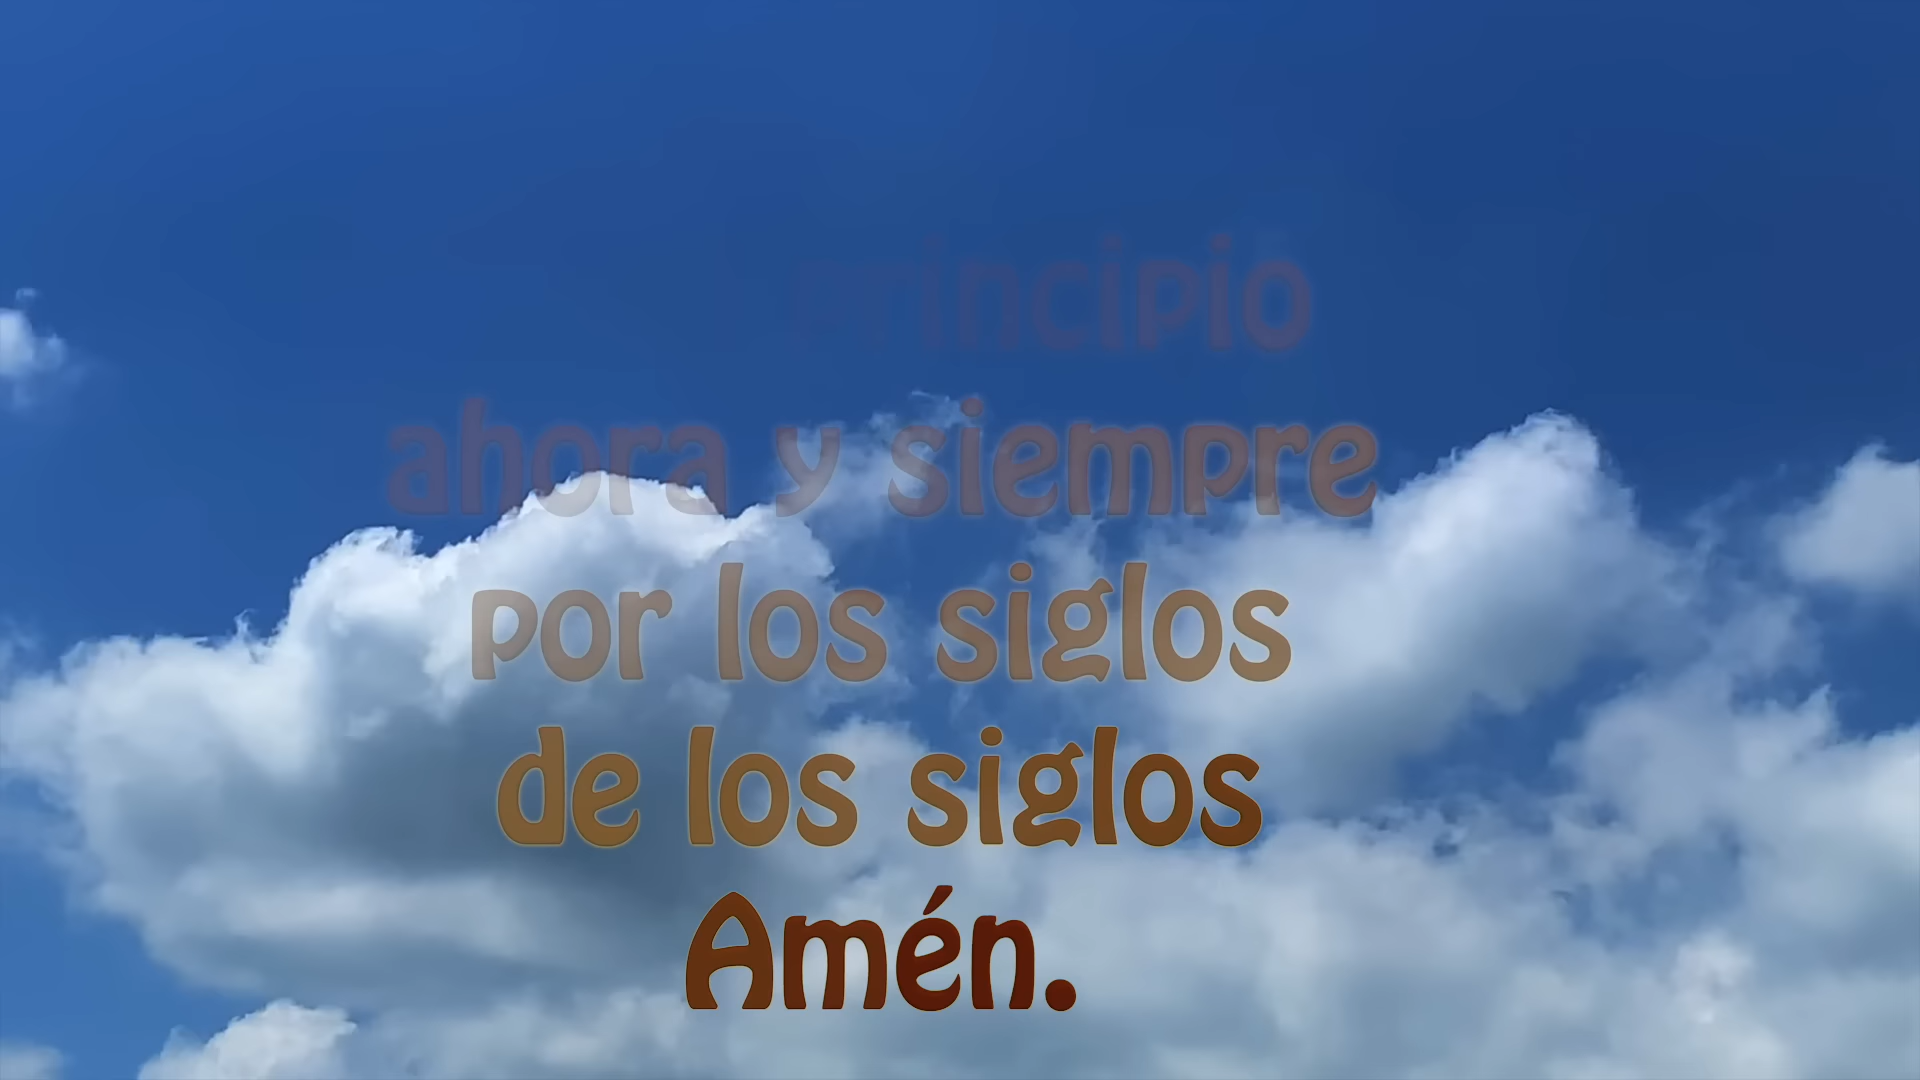 principio
ahora y siempre
por los siglos
de los siglos
Amén.